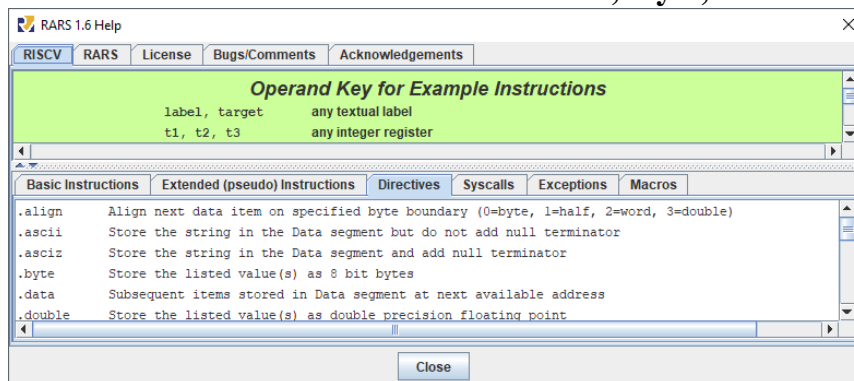 RARS 1.6 Help
RISCV RARS License Bugs/Comments Acknowledgements
Operand Key for Example Instructions
label, target any textual label
t1, t2, t3 any integer register
Basic Instructions Extended (pseudo) Instructions Directives Syscalls Exceptions Macros
.align Align next data item on specified byte boundary (0=byte, 1=half, 2=word, 3=double)
.ascii Store the string in the Data segment but do not add null terminator
.asciz Store the string in the Data segment and add null terminator
.byte Store the listed value(s) as 8 bit bytes
.data Subsequent items stored in Data segment at next available address
.double Store the listed value(s) as double precision floating point
Close